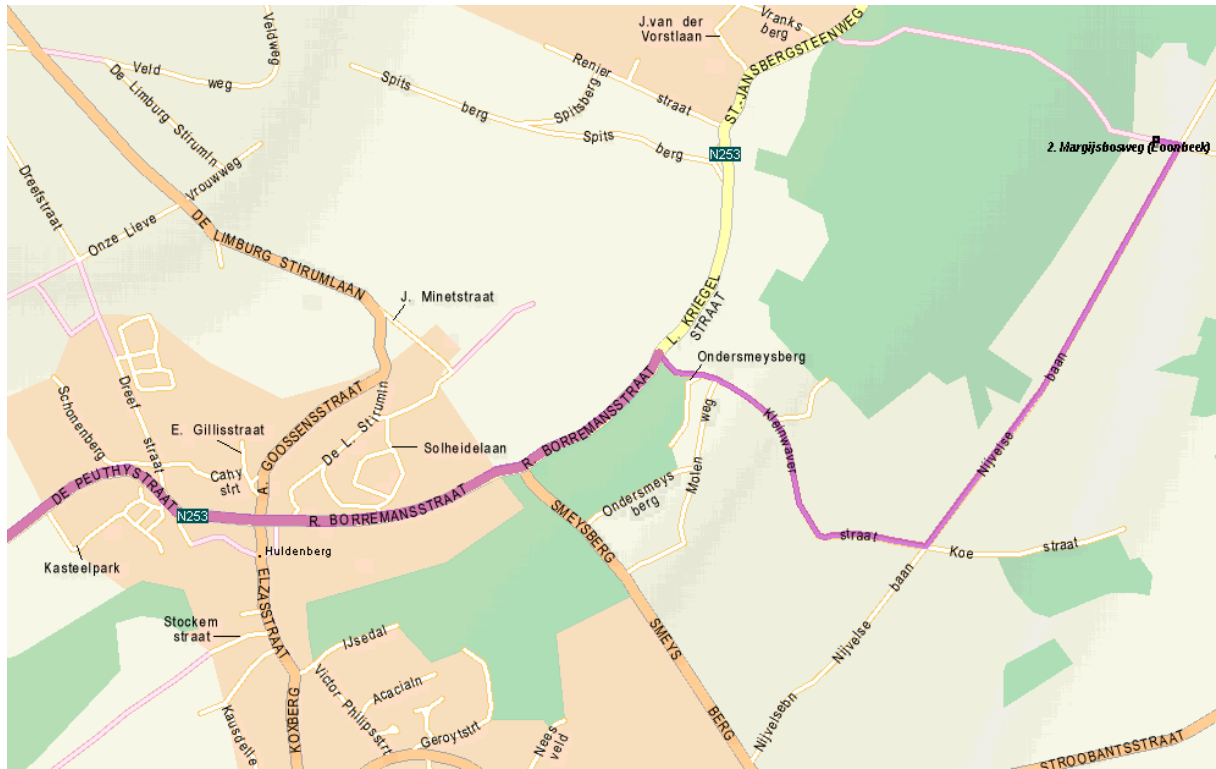 J.van der
Vorstlaan
Vranks
berg
ST.-JANSBERGSTEENWEG
Veldweg
Veld
weg
De Limburg Stirumln
Renier
straat
Spits
berg
Spitsberg
Spits
berg
N253
2. Margijsbosweg (Loonbeek)
Dreefstraat
Onze-Lieve
Vrouwweg
DE LIMBURG STIRUMLAAN
J. Minetstraat
L. KRIEGEL
STRAAT
Ondersmeysberg
Nijvelse
baan
Schonenberg
Dreef
straat
E. Gillisstraat
Cahy
strt
A. GOOSSENSSTRAAT
De L. Stirumln
Solheidelaan
R. BORREMANSSTRAAT
weg
Molen
Kleinwaver
straat
DE PEUTHYSTRAAT
N253
R. BORREMANSSTRAAT
Ondersmeys
berg
SMEYSBERG
Koe
straat
Kasteelpark
Huldenberg
ELZASSTRAAT
Stockem
straat
IJsedal
SMEYS
BERG
Nijvelse
baan
Acacialn
Victor Philipsstrt
Kausdelle
KOXBERG
Geroytstrt
Nees
veld
Nijvelsebn
STROOBANTSSTRAAT